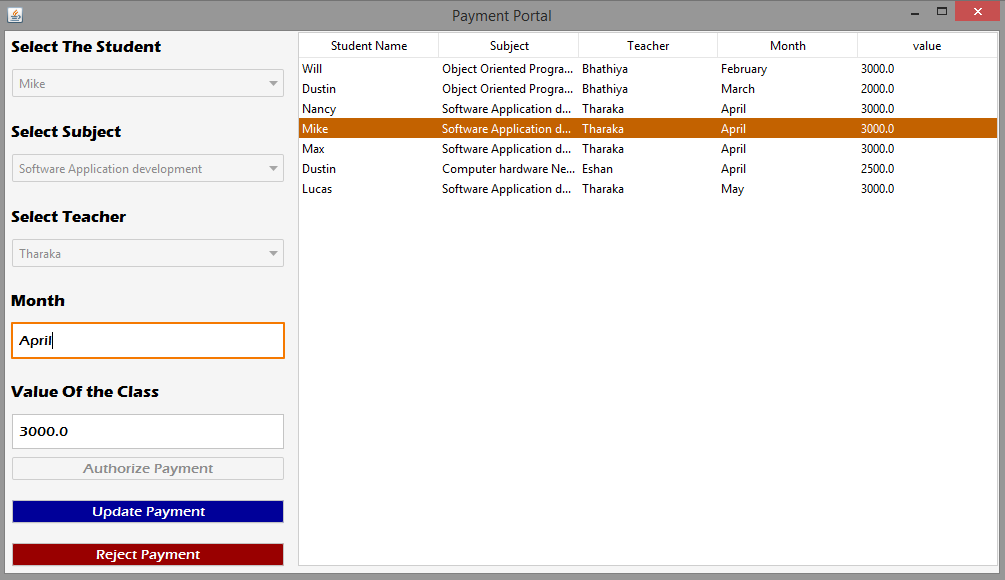 Payment Portal
Select The Student
Mike
Select Subject
Software Application development
Select Teacher
Tharaka
Month
April
Value Of the Class
3000.0
Authorize Payment
Update Payment
Reject Payment
Student Name Subject Teacher Month value
Will Object Oriented Progra... Bhathiya February 3000.0
Dustin Object Oriented Progra... Bhathiya March 2000.0
Nancy Software Application d... Tharaka April 3000.0
Mike Software Application d... Tharaka April 3000.0
Max Software Application d... Tharaka April 3000.0
Dustin Computer hardware Ne... Eshan April 2500.0
Lucas Software Application d... Tharaka May 3000.0